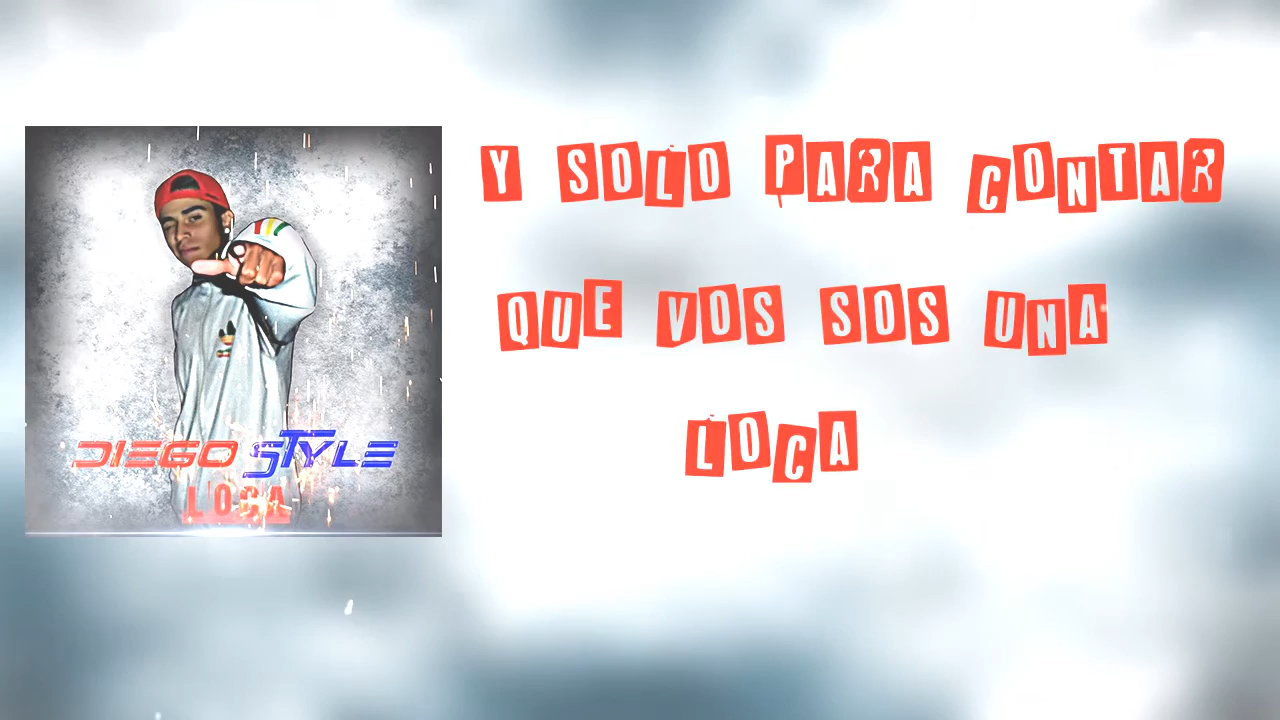 Y SOLO PARA CONTAR
QUE VOS SOS UNA
LOCA
DIEGO STYLE
LOCA